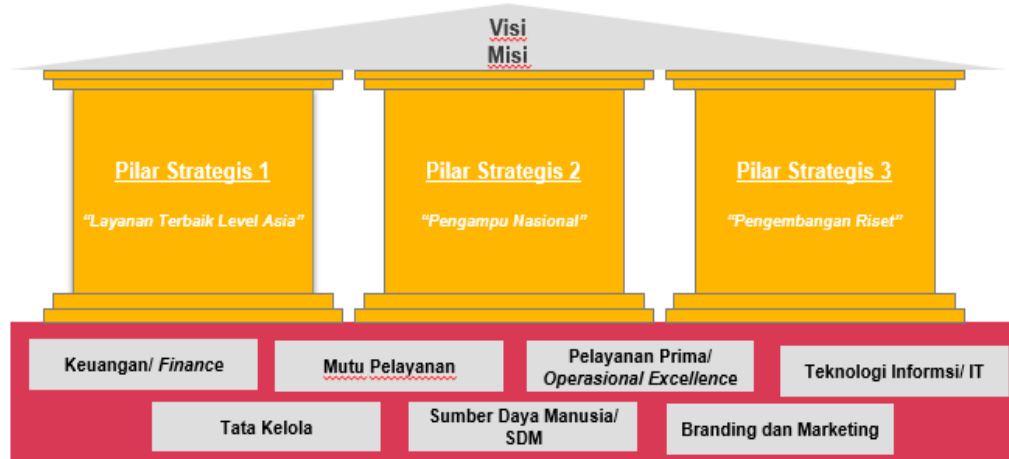 Visi
Misi
Pilar Strategis 1
“Layanan Terbaik Level Asia”
Pilar Strategis 2
“Pengampu Nasional”
Pilar Strategis 3
“Pengembangan Riset”
Keuangan/ Finance
Mutu Pelayanan
Pelayanan Prima/
Operasional Excellence
Teknologi Informsi/ IT
Tata Kelola
Sumber Daya Manusia/
SDM
Branding dan Marketing